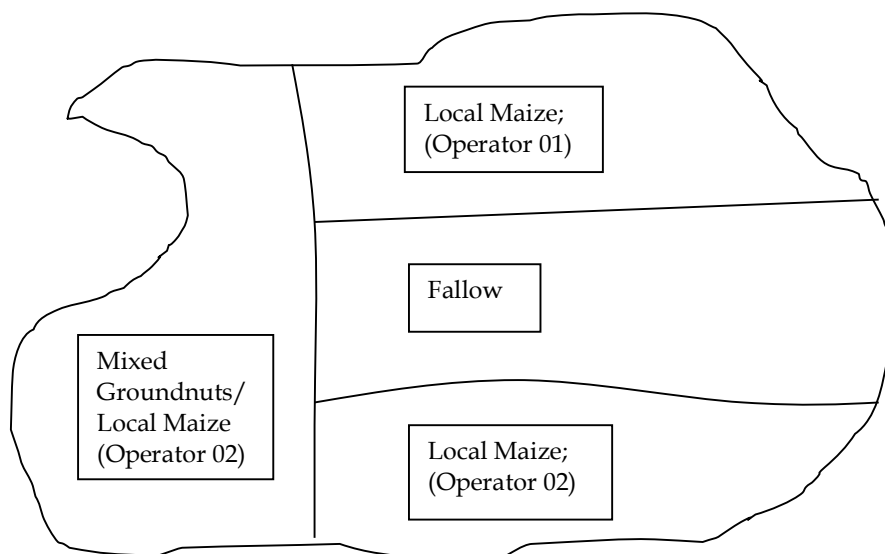 Local Maize;
(Operator 01)
Fallow
Mixed
Groundnuts/
Local Maize
(Operator 02)
Local Maize;
(Operator 02)